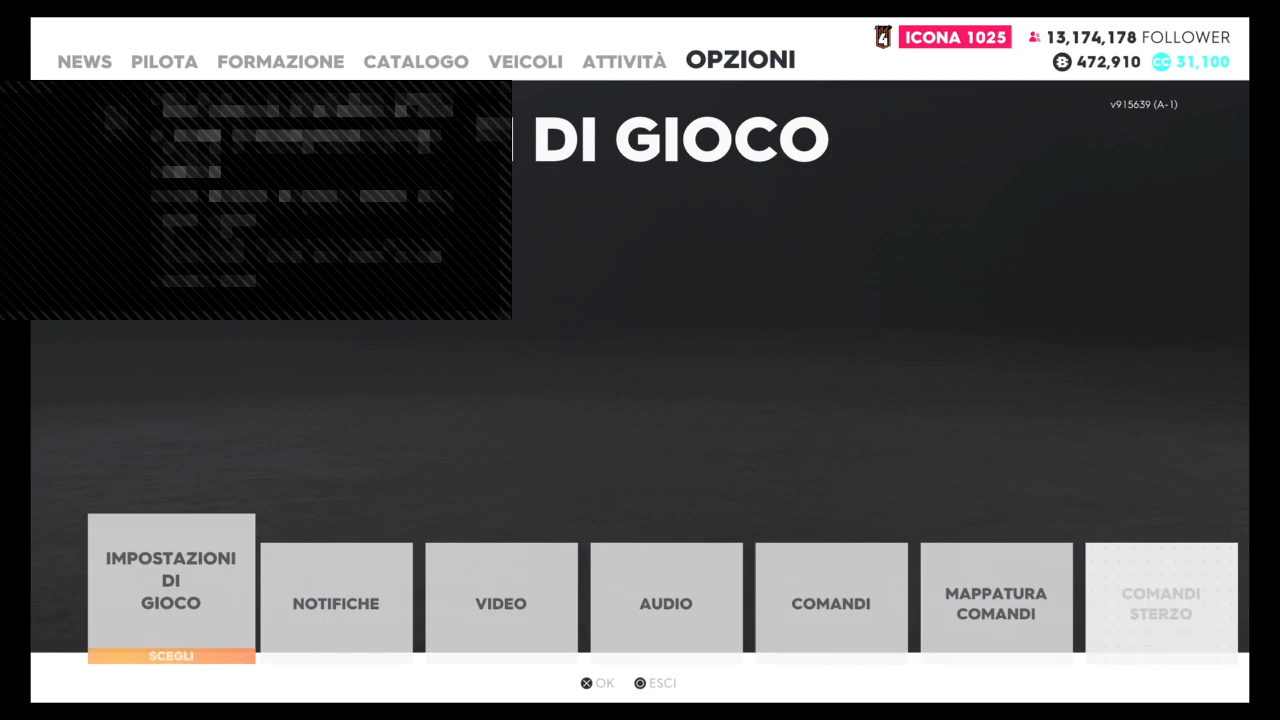 ICONA 1025
13,174,178 FOLLOWER
NEWS PILOTA FORMAZIONE CATALOGO VEICOLI ATTIVITÀ OPZIONI
472,910 CC 31,100
v915639 (A-1)
DI GIOCO
IMPOSTAZIONI
DI
GIOCO
SCEGLI
NOTIFICHE
VIDEO
AUDIO
COMANDI
MAPPATURA
COMANDI
COMANDI
STERZO
OK ESCI